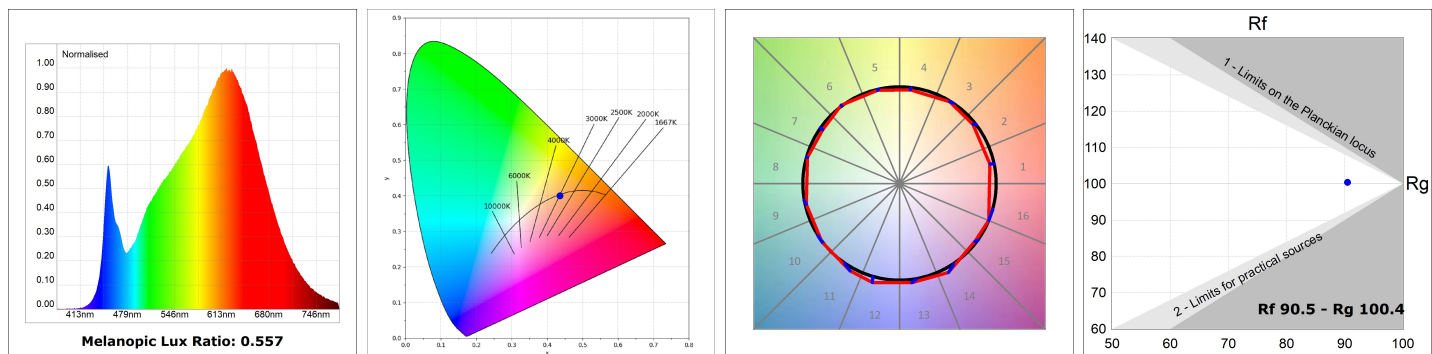 Normalised
1.00
0.90
0.80
0.70
0.60
0.50
0.40
0.30
0.20
0.10
0.00
413nm 479nm 546nm 613nm 680nm 746nm
Melanopic Lux Ratio: 0.557
0.9
0.8
0.7
0.6
0.5
0.4
0.3
0.2
0.1
0.0
y
1667K
2000K
2500K
3000K
4000K
6000K
10000K
0.0 0.1 0.2 0.3 0.4 0.5 0.6 0.7 0.8
x
5 4
6 3
7 2
8 1
9 16
10 15
11 14
12 13
Rf
140
130
120
110
100
90
80
70
60
1 - Limits on the Planckian locus
Rg
2 - Limits for practical sources
Rf 90.5 - Rg 100.4
50 60 70 80 90 100